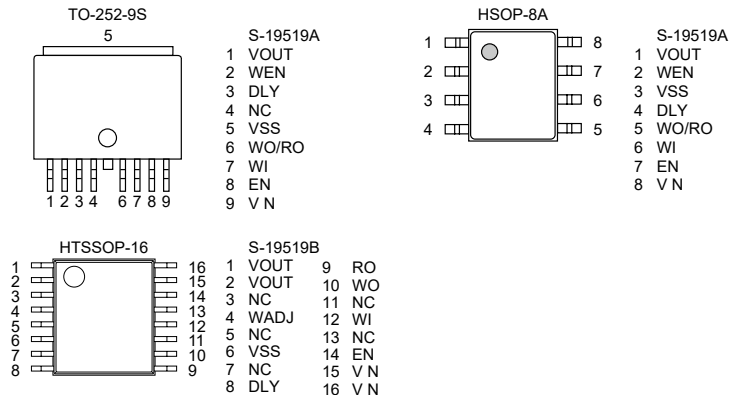 TO-252-9S
5
1 2 3 4 6 7 8 9
S-19519A
1 VOUT
2 WEN
3 DLY
4 NC
5 VSS
6 WO/RO
7 WI
8 EN
9 V N
HSOP-8A
1 8
2 7
3 6
4 5
S-19519A
1 VOUT
2 WEN
3 VSS
4 DLY
5 WO/RO
6 WI
7 EN
8 V N
HTSSOP-16
1 16
2 15
3 14
4 13
5 12
6 11
7 10
8 9
S-19519B
1 VOUT
2 VOUT
3 NC
4 WADJ
5 NC
6 VSS
7 NC
8 DLY
9 RO
10 WO
11 NC
12 WI
13 NC
14 EN
15 V N
16 V N